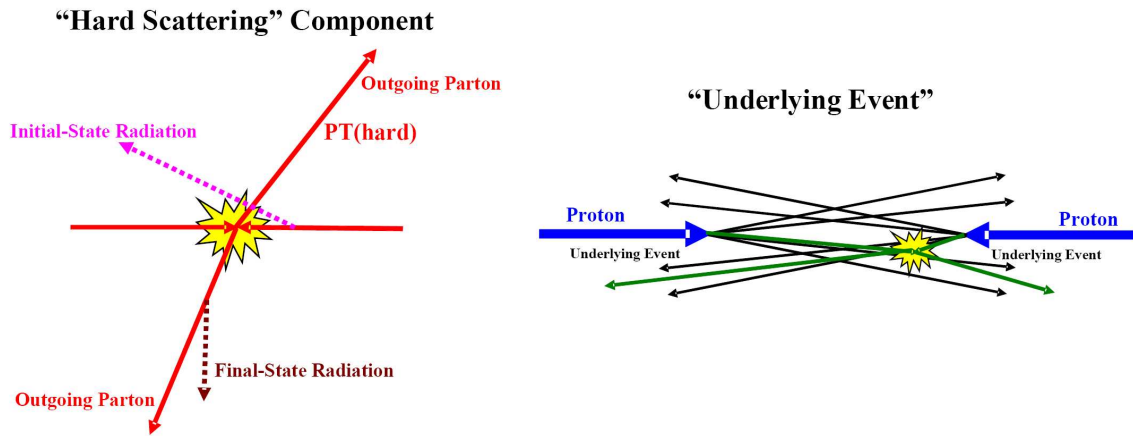 “Hard Scattering” Component
Outgoing Parton
PT(hard)
Initial-State Radiation
Final-State Radiation
Outgoing Parton
“Underlying Event”
Proton
Proton
Underlying Event
Underlying Event